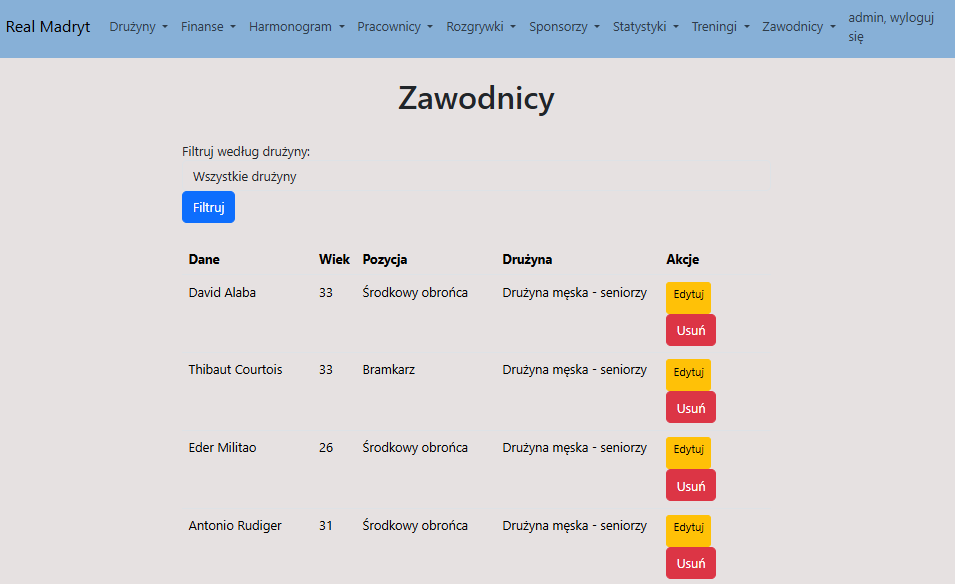 Real Madryt Drużyny Finanse Harmonogram Pracownicy Rozgrywki Sponsorzy Statystyki Treningi Zawodnicy admin, wyloguj
się
Zawodnicy
Filtruj według drużyny:
Wszystkie drużyny
Filtruj
Dane Wiek Pozycja Drużyna Akcje
David Alaba 33 Środkowy obrońca Drużyna męska - seniorzy Edytuj
Usuń
Thibaut Courtois 33 Bramkarz Drużyna męska - seniorzy Edytuj
Usuń
Eder Militao 26 Środkowy obrońca Drużyna męska - seniorzy Edytuj
Usuń
Antonio Rudiger 31 Środkowy obrońca Drużyna męska - seniorzy Edytuj
Usuń